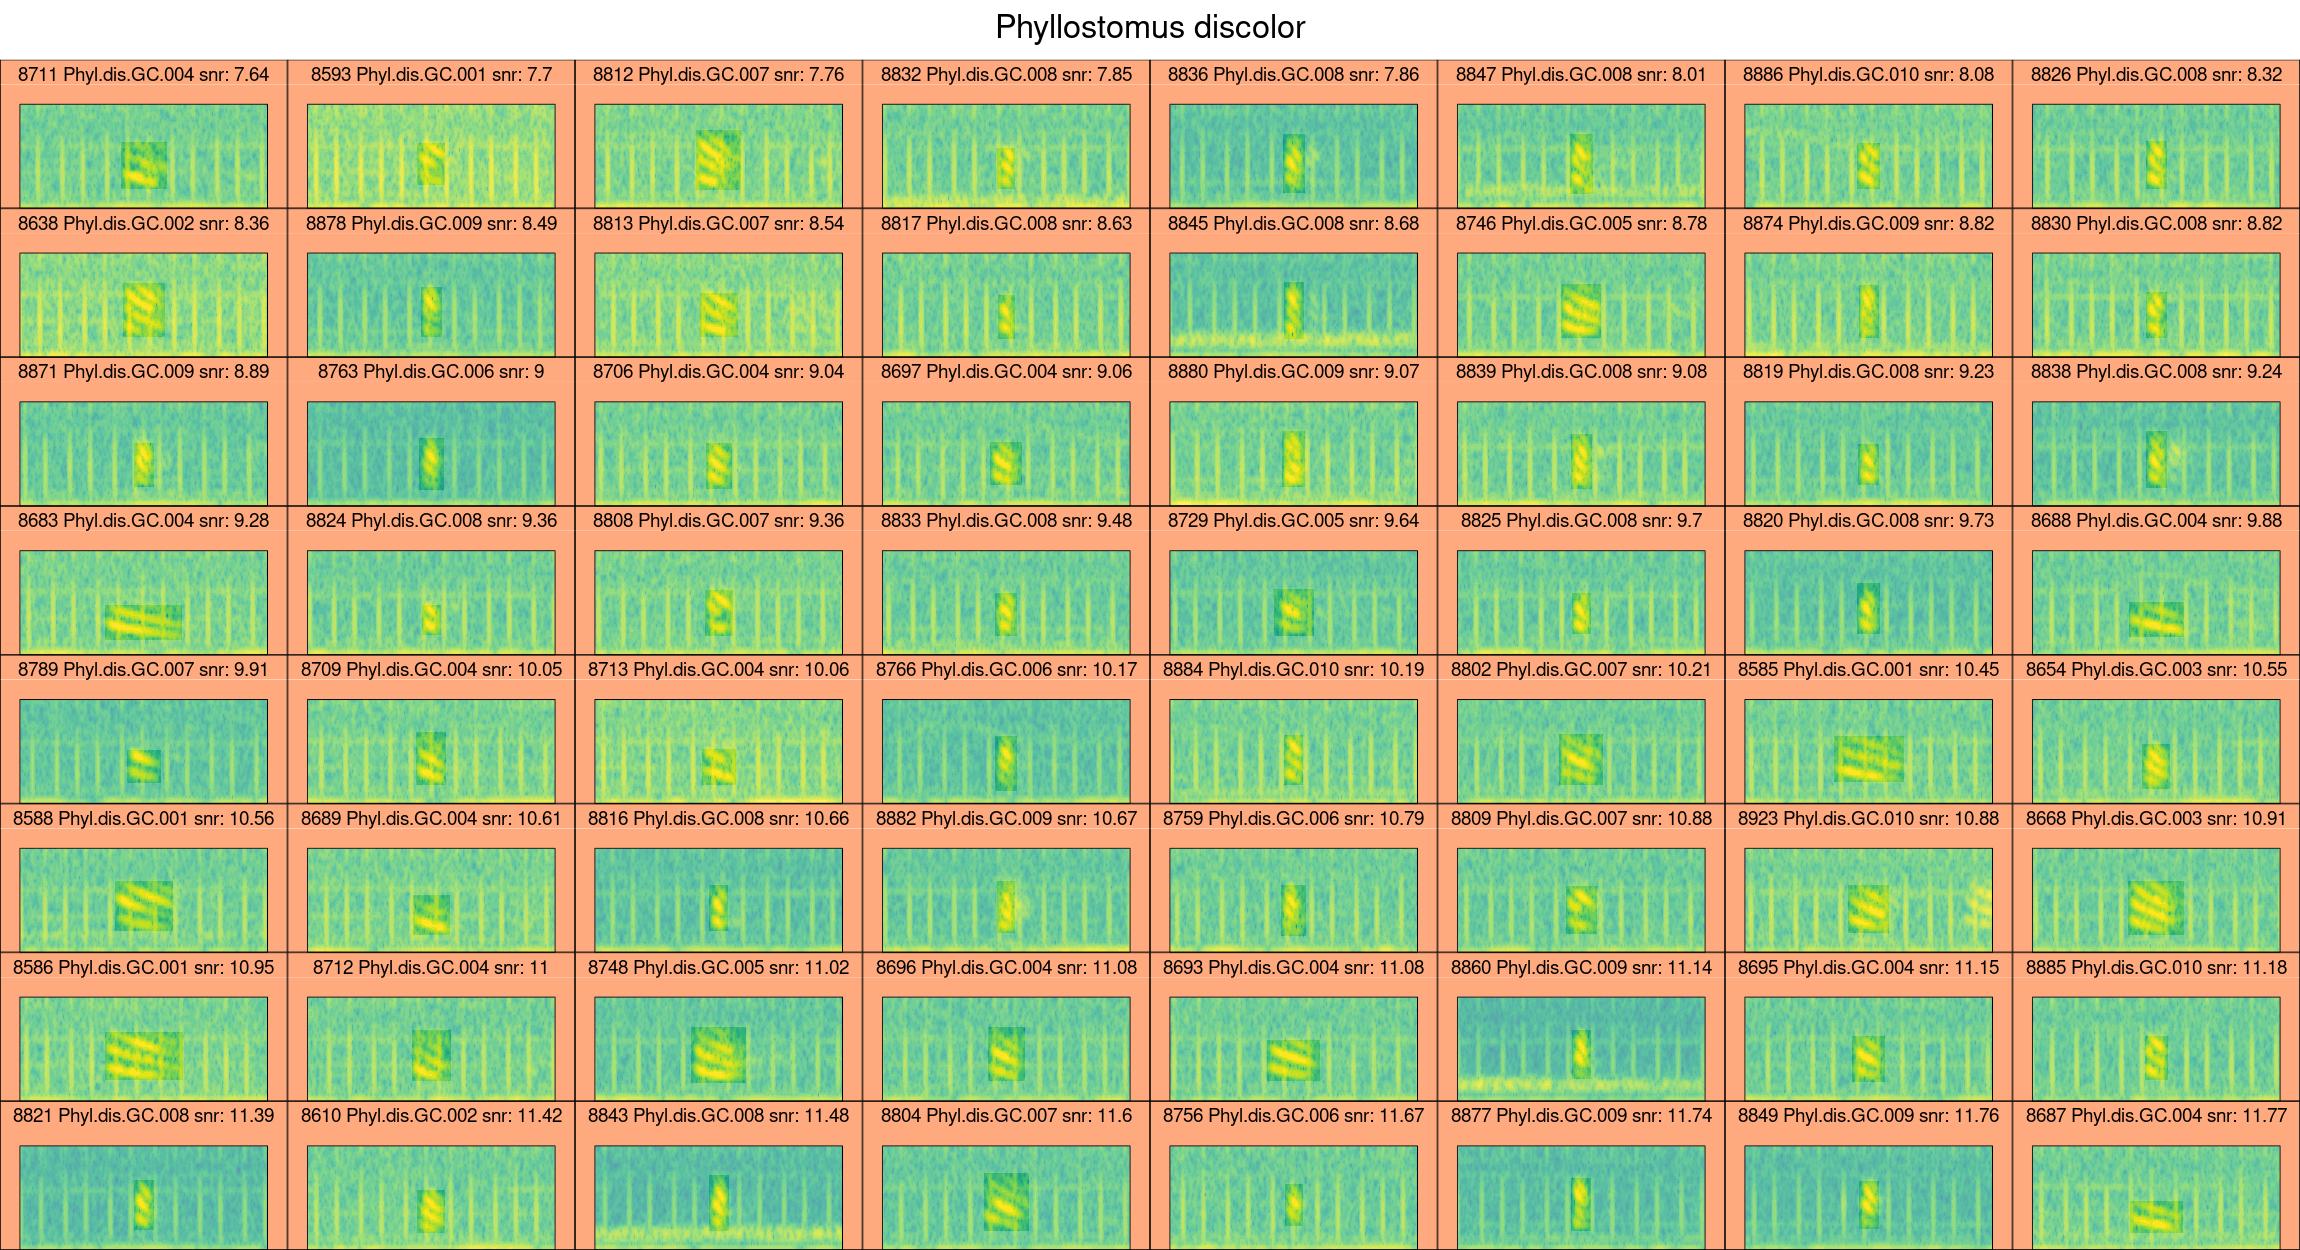 Phyllostomus discolor
8711 Phyl.dis.GC.004 snr: 7.64
8593 Phyl.dis.GC.001 snr: 7.7
8812 Phyl.dis.GC.007 snr: 7.76
8832 Phyl.dis.GC.008 snr: 7.85
8836 Phyl.dis.GC.008 snr: 7.86
8847 Phyl.dis.GC.008 snr: 8.01
8886 Phyl.dis.GC.010 snr: 8.08
8826 Phyl.dis.GC.008 snr: 8.32
8638 Phyl.dis.GC.002 snr: 8.36
8878 Phyl.dis.GC.009 snr: 8.49
8813 Phyl.dis.GC.007 snr: 8.54
8817 Phyl.dis.GC.008 snr: 8.63
8845 Phyl.dis.GC.008 snr: 8.68
8746 Phyl.dis.GC.005 snr: 8.78
8874 Phyl.dis.GC.009 snr: 8.82
8830 Phyl.dis.GC.008 snr: 8.82
8871 Phyl.dis.GC.009 snr: 8.89
8763 Phyl.dis.GC.006 snr: 9
8706 Phyl.dis.GC.004 snr: 9.04
8697 Phyl.dis.GC.004 snr: 9.06
8880 Phyl.dis.GC.009 snr: 9.07
8839 Phyl.dis.GC.008 snr: 9.08
8819 Phyl.dis.GC.008 snr: 9.23
8838 Phyl.dis.GC.008 snr: 9.24
8683 Phyl.dis.GC.004 snr: 9.28
8824 Phyl.dis.GC.008 snr: 9.36
8808 Phyl.dis.GC.007 snr: 9.36
8833 Phyl.dis.GC.008 snr: 9.48
8729 Phyl.dis.GC.005 snr: 9.64
8825 Phyl.dis.GC.008 snr: 9.7
8820 Phyl.dis.GC.008 snr: 9.73
8688 Phyl.dis.GC.004 snr: 9.88
8789 Phyl.dis.GC.007 snr: 9.91
8709 Phyl.dis.GC.004 snr: 10.05
8713 Phyl.dis.GC.004 snr: 10.06
8766 Phyl.dis.GC.006 snr: 10.17
8884 Phyl.dis.GC.010 snr: 10.19
8802 Phyl.dis.GC.007 snr: 10.21
8585 Phyl.dis.GC.001 snr: 10.45
8654 Phyl.dis.GC.003 snr: 10.55
8588 Phyl.dis.GC.001 snr: 10.56
8689 Phyl.dis.GC.004 snr: 10.61
8816 Phyl.dis.GC.008 snr: 10.66
8882 Phyl.dis.GC.009 snr: 10.67
8759 Phyl.dis.GC.006 snr: 10.79
8809 Phyl.dis.GC.007 snr: 10.88
8923 Phyl.dis.GC.010 snr: 10.88
8668 Phyl.dis.GC.003 snr: 10.91
8586 Phyl.dis.GC.001 snr: 10.95
8712 Phyl.dis.GC.004 snr: 11
8748 Phyl.dis.GC.005 snr: 11.02
8696 Phyl.dis.GC.004 snr: 11.08
8693 Phyl.dis.GC.004 snr: 11.08
8860 Phyl.dis.GC.009 snr: 11.14
8695 Phyl.dis.GC.004 snr: 11.15
8885 Phyl.dis.GC.010 snr: 11.18
8821 Phyl.dis.GC.008 snr: 11.39
8610 Phyl.dis.GC.002 snr: 11.42
8843 Phyl.dis.GC.008 snr: 11.48
8804 Phyl.dis.GC.007 snr: 11.6
8756 Phyl.dis.GC.006 snr: 11.67
8877 Phyl.dis.GC.009 snr: 11.74
8849 Phyl.dis.GC.009 snr: 11.76
8687 Phyl.dis.GC.004 snr: 11.77